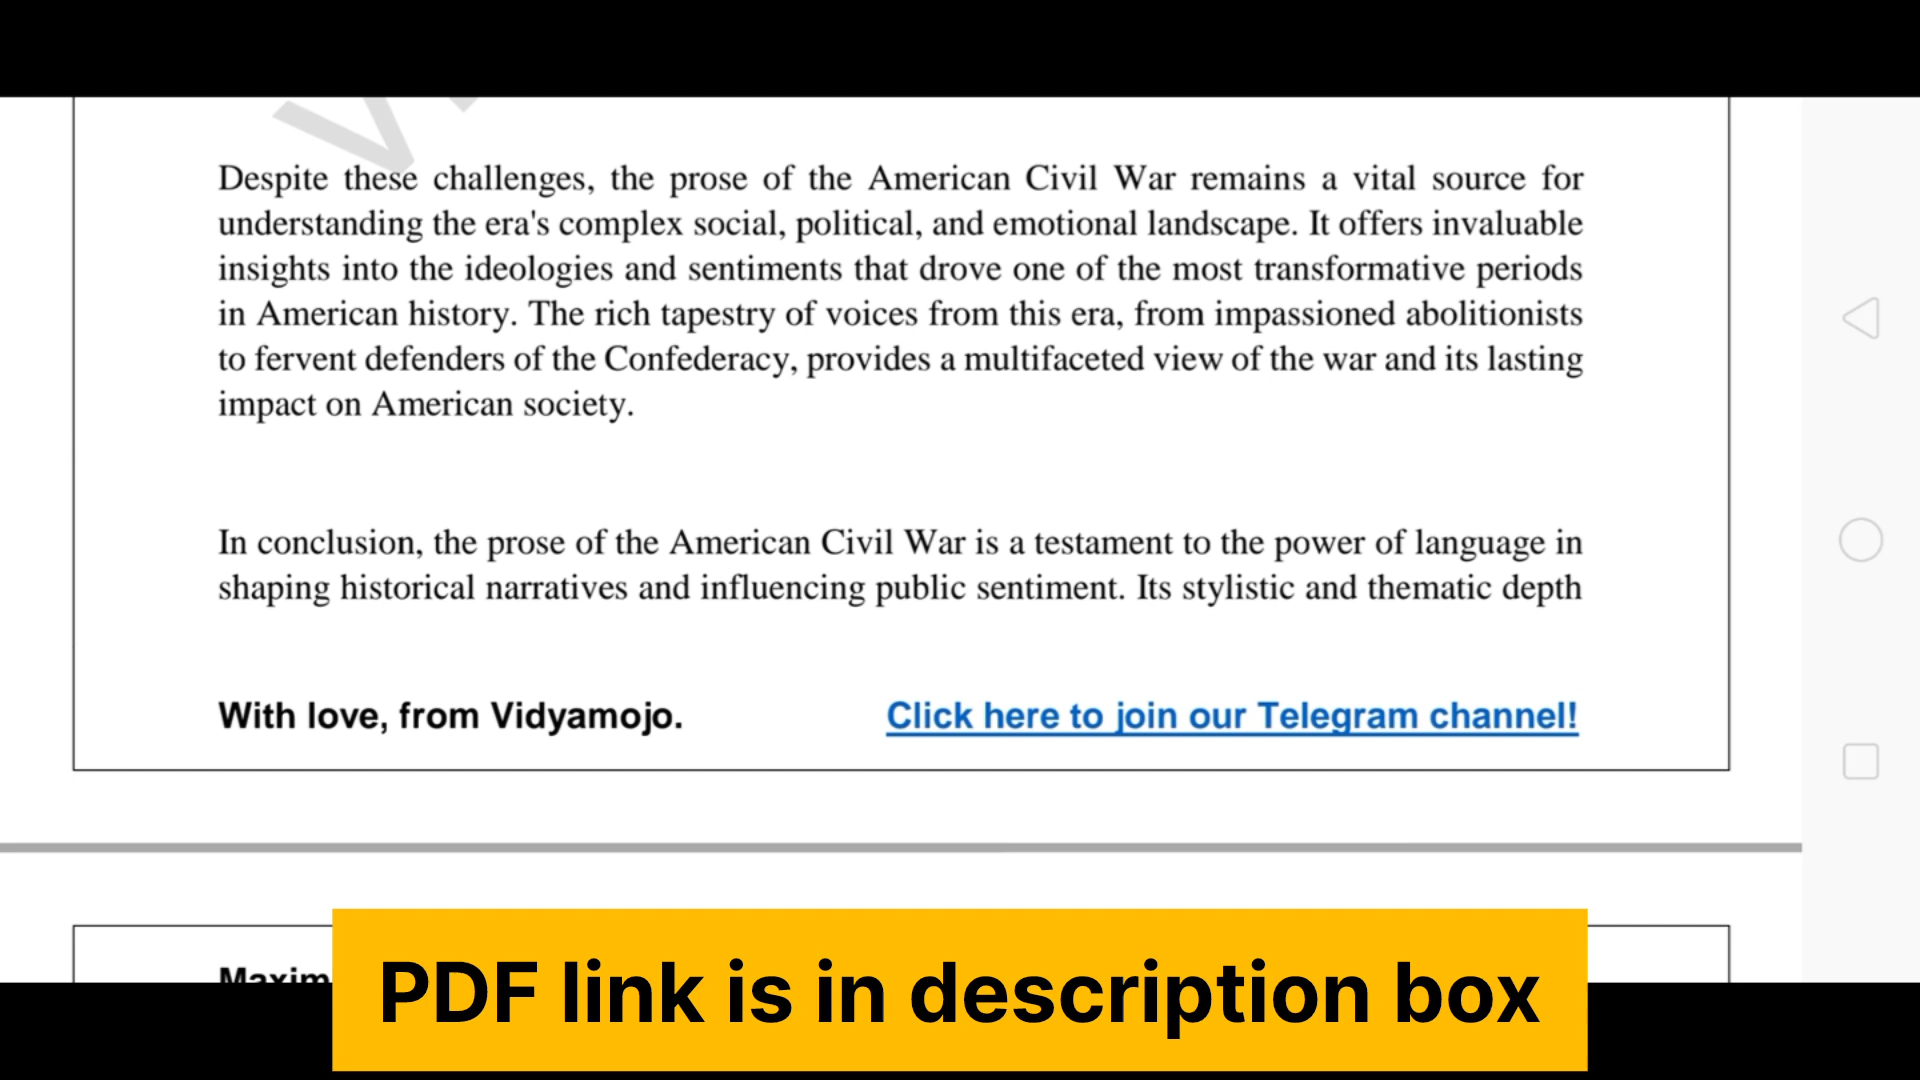 Despite these challenges, the prose of the American Civil War remains a vital source for
understanding the era's complex social, political, and emotional landscape. It offers invaluable
insights into the ideologies and sentiments that drove one of the most transformative periods
in American history. The rich tapestry of voices from this era, from impassioned abolitionists
to fervent defenders of the Confederacy, provides a multifaceted view of the war and its lasting
impact on American society.
In conclusion, the prose of the American Civil War is a testament to the power of language in
shaping historical narratives and influencing public sentiment. Its stylistic and thematic depth
With love, from Vidyamojo.
Click here to join our Telegram channel!
PDF link is in description box